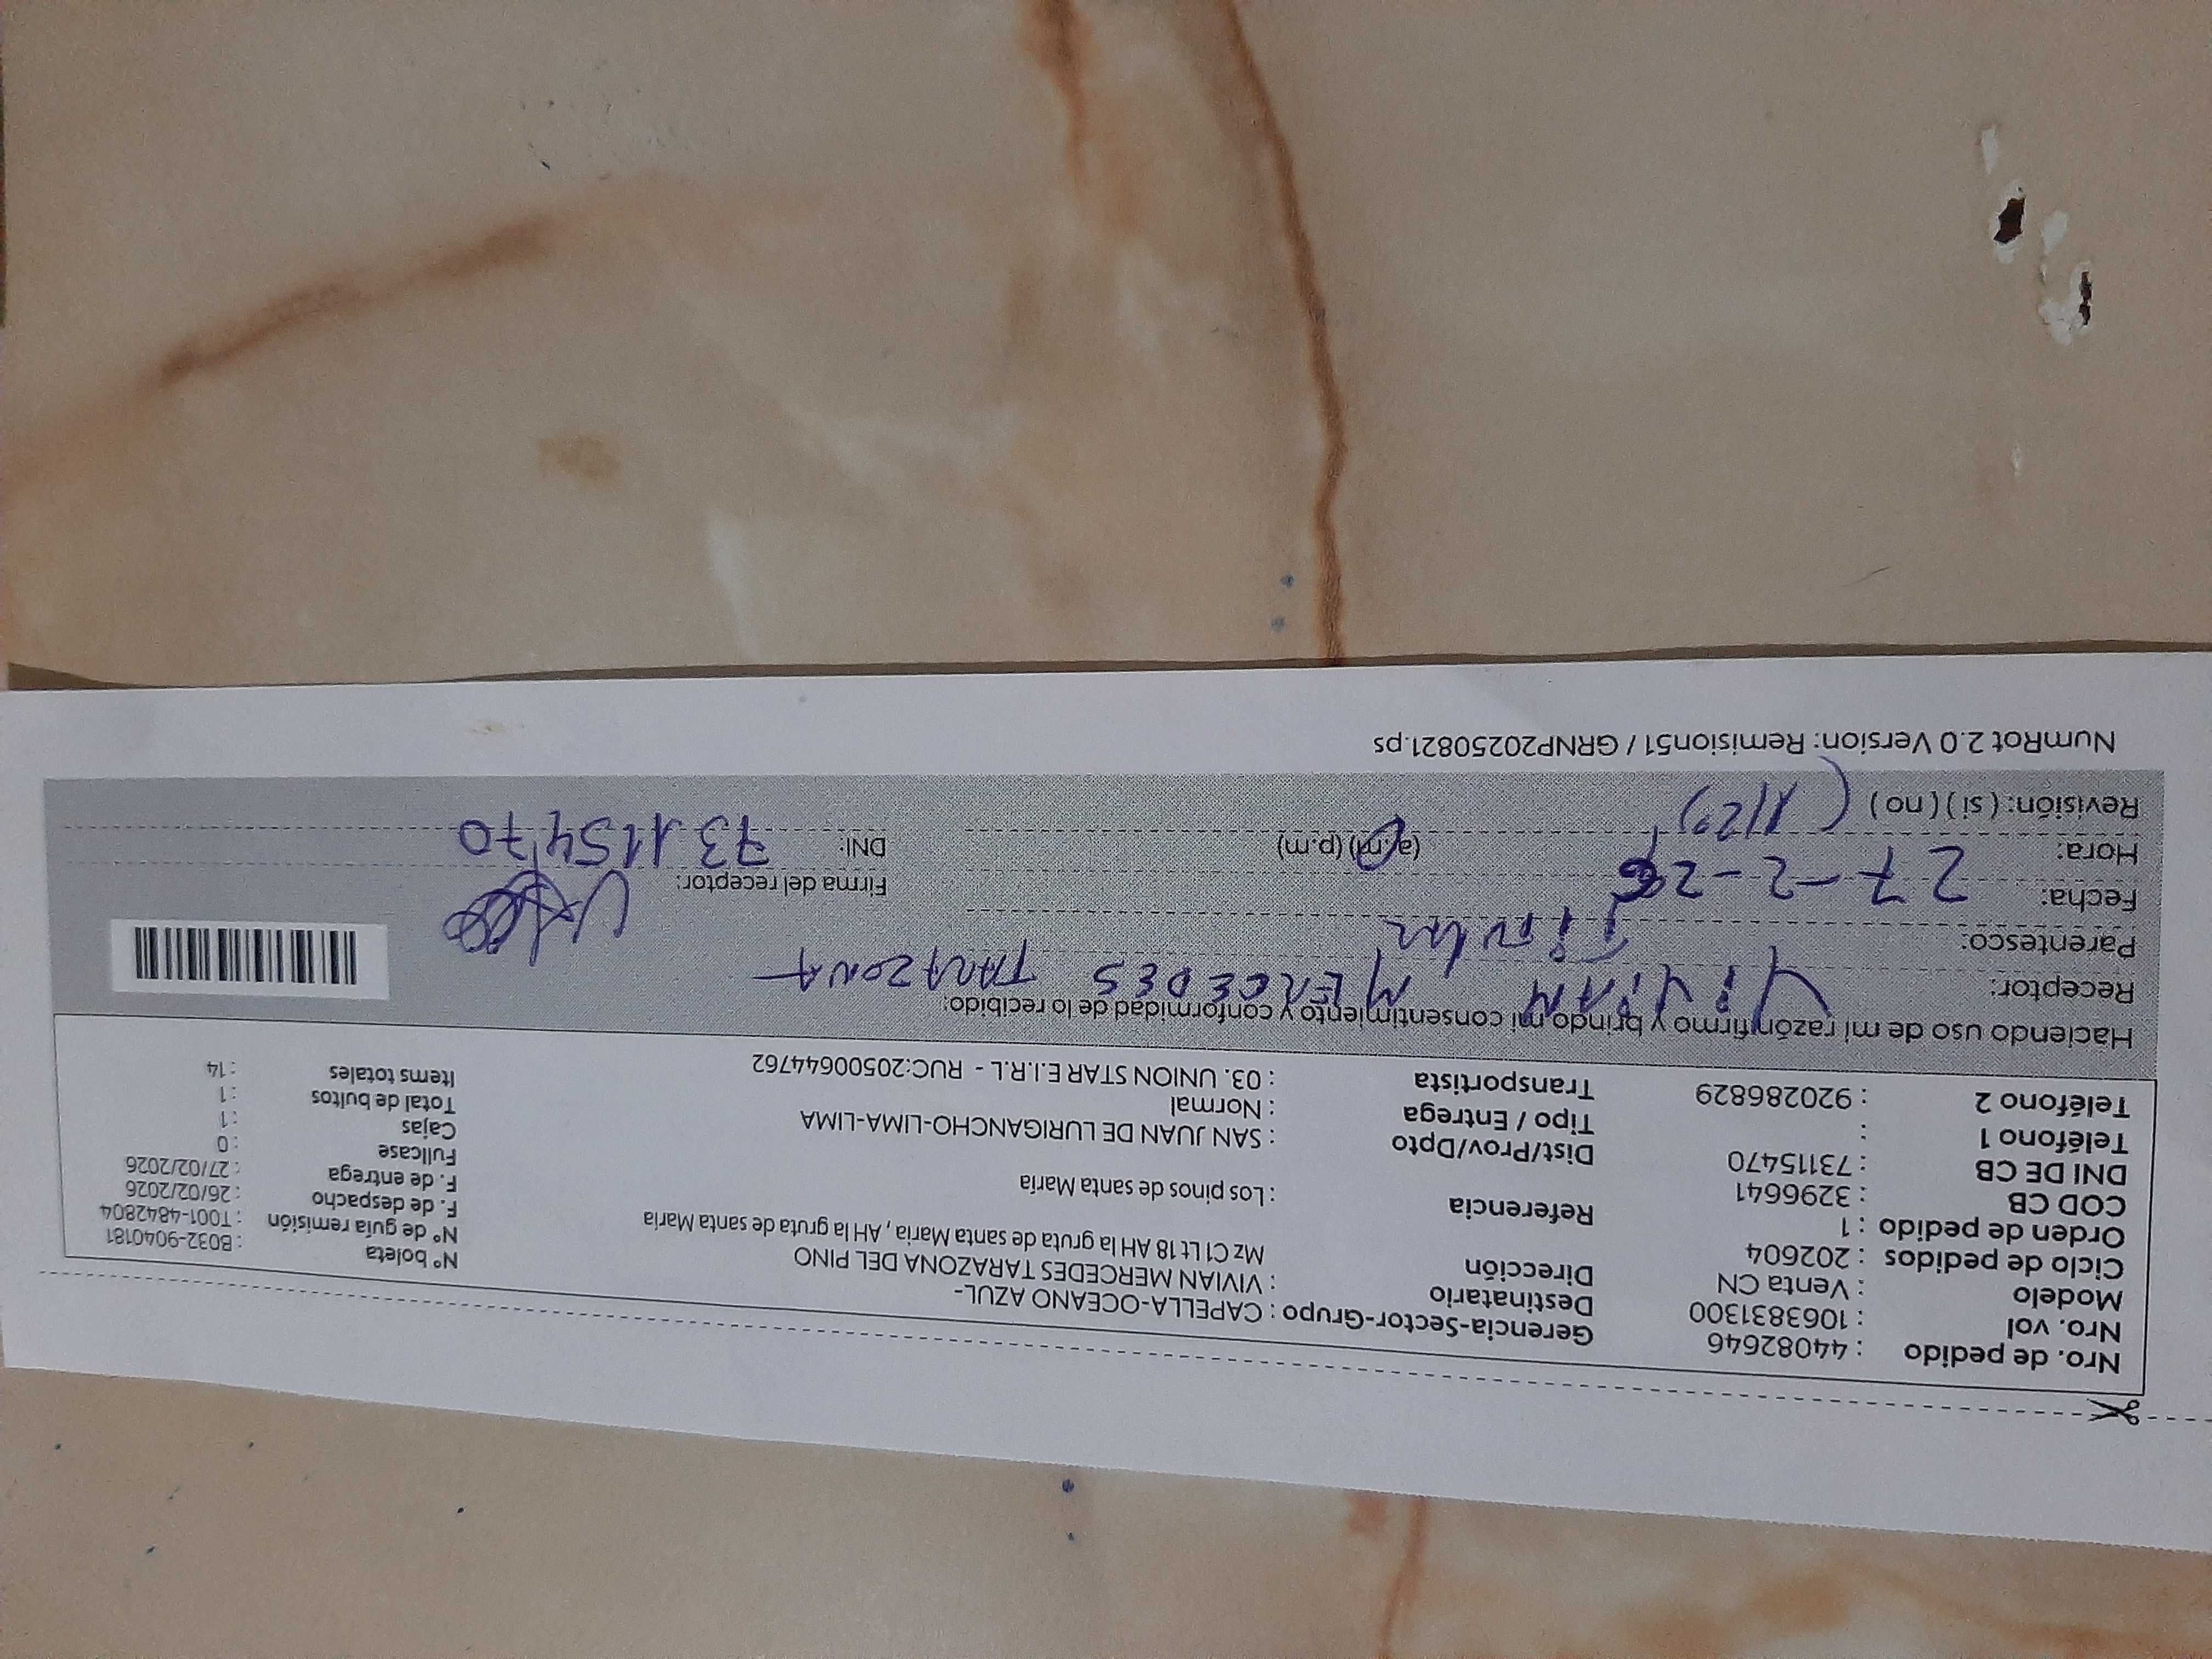 Nro. de pedido : 44082646
Nro. vol : 1063831300
Modelo : Venta CN
Ciclo de pedidos : 202604
Orden de pedido : 1
COD CB : 3296641
DNI DE CB : 73115470
Teléfono 1 :
Teléfono 2 : 920286829
Gerencia-Sector-Grupo : CAPELLA-OCEANO AZUL-
Destinatario : VIVIAN MERCEDES TARAZONA DEL PINO
Dirección Mz C1 Lt 18 AH la gruta de santa Maria , AH la gruta de santa Maria
Referencia : Los pinos de santa María
Dist/Prov/Dpto : SAN JUAN DE LURIGANCHO-LIMA-LIMA
Tipo / Entrega : Normal
Transportista : 03. UNION STAR E.I.R.L - RUC:20500644762
Nº boleta : B032-9040181
Nº de guía remisión : T001-4842804
F. de despacho : 26/02/2026
F. de entrega : 27/02/2026
Fullcase : 0
Cajas : 1
Total de bultos : 1
Items totales : 14
Haciendo uso de mi razón firmo y brindo mi consentimiento y conformidad de lo recibido:
Receptor: ViViAN MERCEDES TARAZONA
Parentesco: Titular
Fecha: 27-2-26 Firma del receptor:
Hora: (a.m) (p.m) DNI: 73115470
Revisión: ( si ) ( no )
NumRot 2.0 Version: Remision51 / GRNP20250821.ps